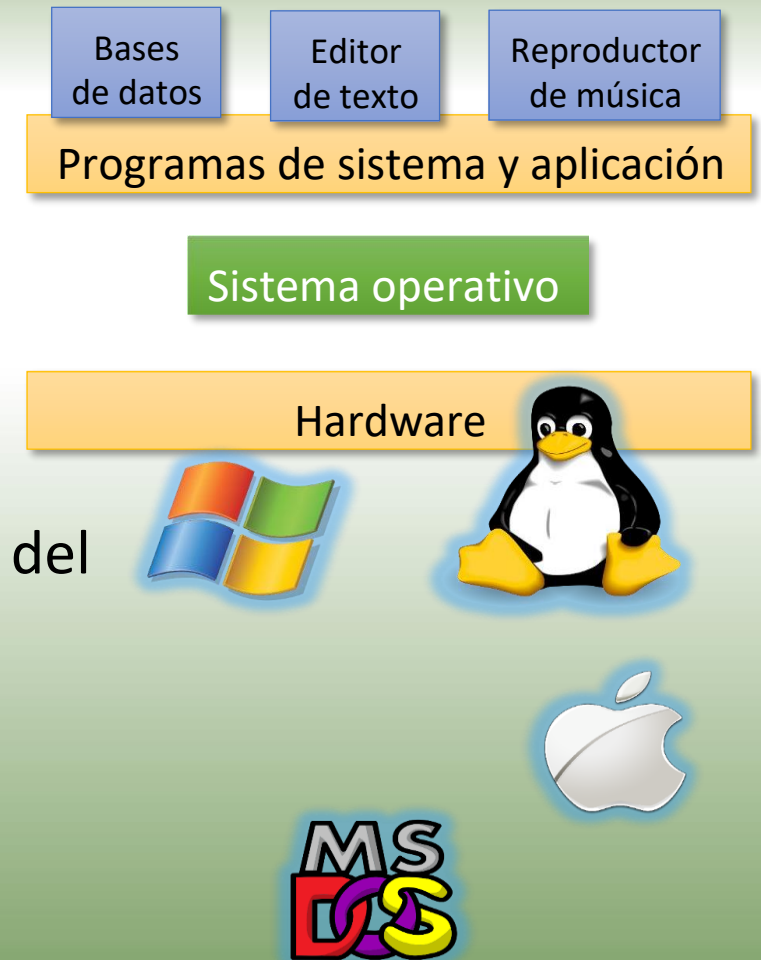 Bases
de datos
Editor
de texto
Reproductor
de música
Programas de sistema y aplicación
Sistema operativo
Hardware
del
MS
DOS